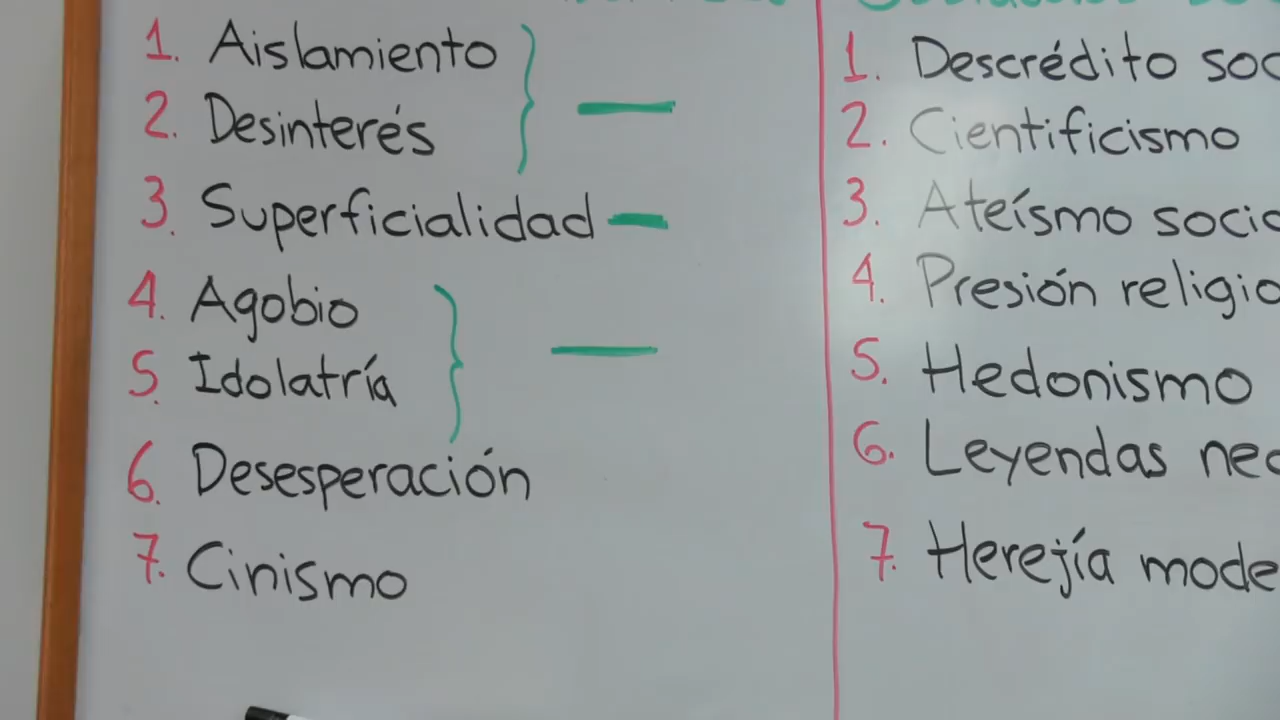 1. Aislamiento
2. Desinterés
3. Superficialidad
4. Agobio
5. Idolatría
6. Desesperación
7. Cinismo
1. Descrédito
2. Cientificismo
3. Ateísmo
4. Presión
5. Hedonismo
6. Leyendas
7. Herejía